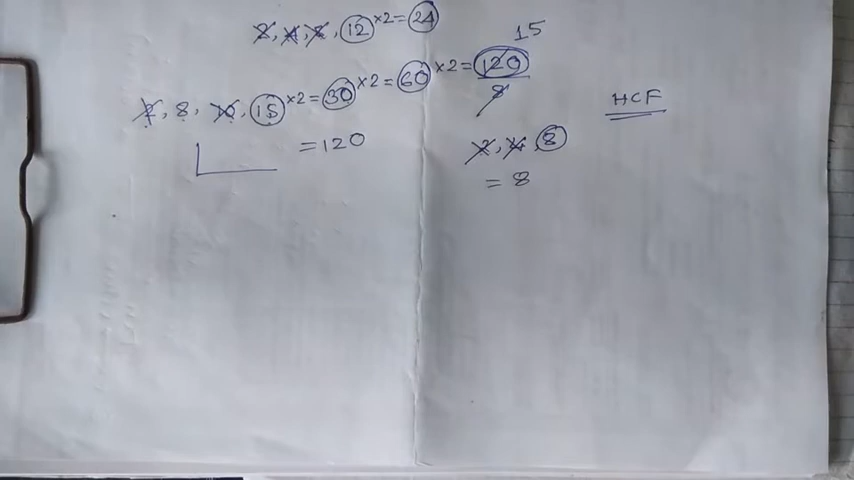 2, 4, 6, 12 ×2= 24
15
2, 8, 10, 15 ×2= 30 ×2= 60 ×2= 120
8
HCF
= 120
2, 4, 8
= 8